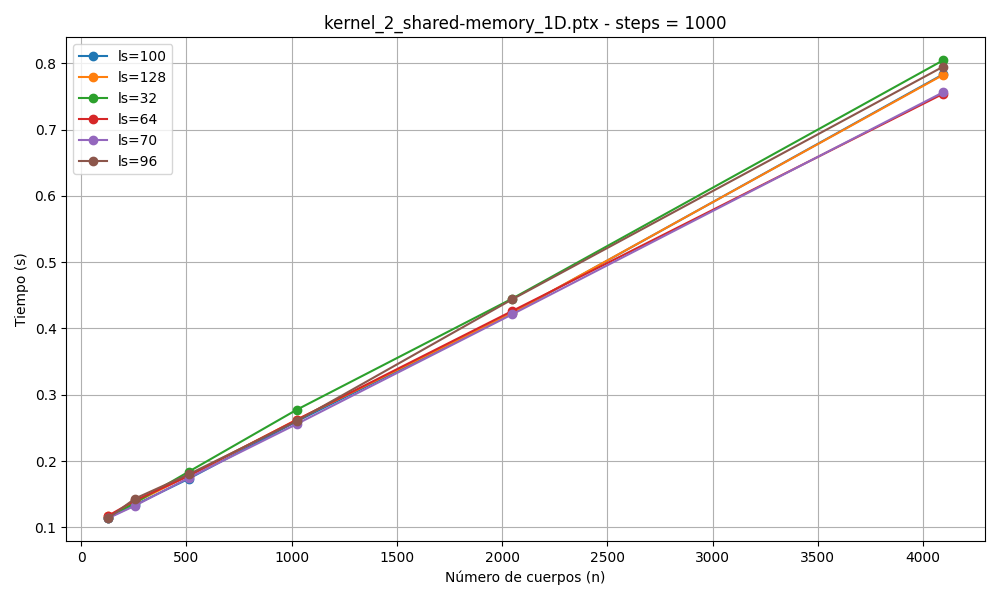 kernel_2_shared-memory_1D.ptx - steps = 1000
ls=100
ls=128
ls=32
ls=64
ls=70
ls=96
Tiempo (s)
0.8
0.7
0.6
0.5
0.4
0.3
0.2
0.1
0 500 1000 1500 2000 2500 3000 3500 4000
Número de cuerpos (n)